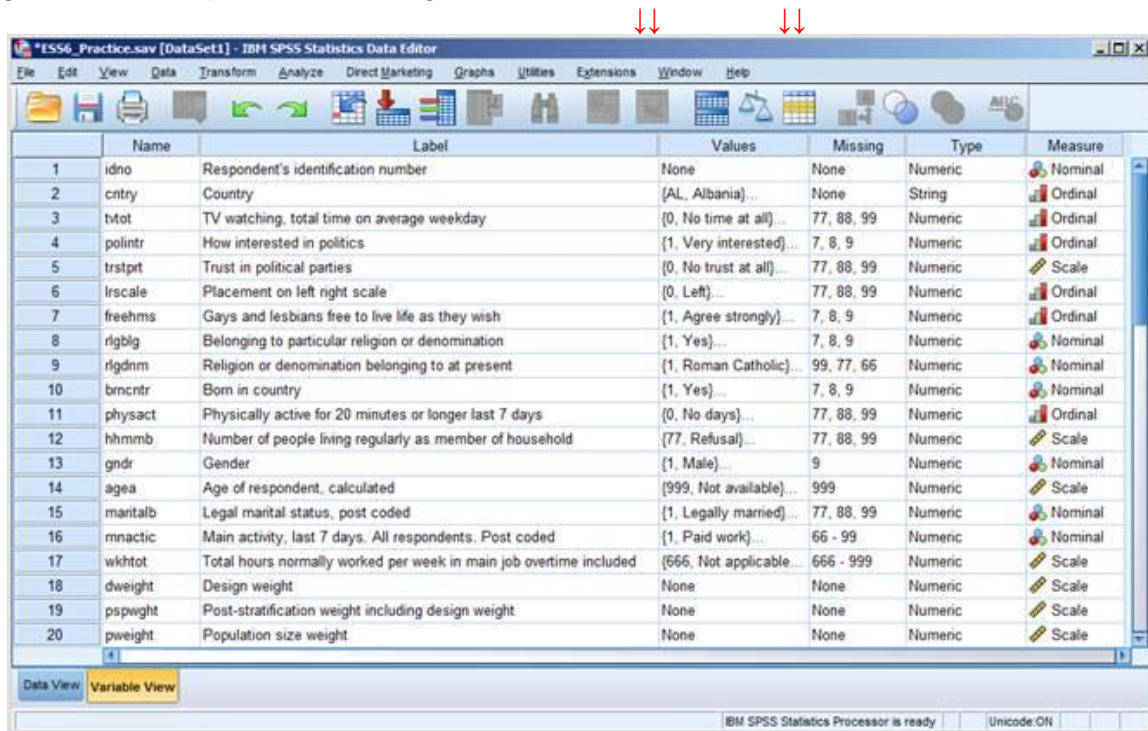 *ESS6_Practice.sav [DataSet1] - IBM SPSS Statistics Data Editor
File Edit View Data Transform Analyze Direct Marketing Graphs Utilities Extensions Window Help
Name Label Values Missing Type Measure
1 idno Respondent's identification number None None Numeric Nominal
2 cntry Country {AL, Albania}... None String Ordinal
3 tvtot TV watching, total time on average weekday {0, No time at all}... 77, 88, 99 Numeric Ordinal
4 polintr How interested in politics {1, Very interested}... 7, 8, 9 Numeric Ordinal
5 trstprt Trust in political parties {0, No trust at all}... 77, 88, 99 Numeric Scale
6 lrscale Placement on left right scale {0, Left}... 77, 88, 99 Numeric Ordinal
7 freehms Gays and lesbians free to live life as they wish {1, Agree strongly}... 7, 8, 9 Numeric Ordinal
8 rlgblg Belonging to particular religion or denomination {1, Yes}... 7, 8, 9 Numeric Nominal
9 rlgdnm Religion or denomination belonging to at present {1, Roman Catholic}... 99, 77, 66 Numeric Nominal
10 brncntr Born in country {1, Yes}... 7, 8, 9 Numeric Nominal
11 physact Physically active for 20 minutes or longer last 7 days {0, No days}... 77, 88, 99 Numeric Ordinal
12 hhmmb Number of people living regularly as member of household {77, Refusal}... 77, 88, 99 Numeric Scale
13 gndr Gender {1, Male}... 9 Numeric Nominal
14 agea Age of respondent, calculated {999, Not available}... 999 Numeric Scale
15 maritalb Legal marital status, post coded {1, Legally married}... 77, 88, 99 Numeric Nominal
16 mnactic Main activity, last 7 days. All respondents. Post coded {1, Paid work}... 66 - 99 Numeric Nominal
17 wkhtot Total hours normally worked per week in main job overtime included {666, Not applicable... 666 - 999 Numeric Scale
18 dweight Design weight None None Numeric Scale
19 pspwght Post-stratification weight including design weight None None Numeric Scale
20 pweight Population size weight None None Numeric Scale
Data View Variable View
IBM SPSS Statistics Processor is ready Unicode:ON